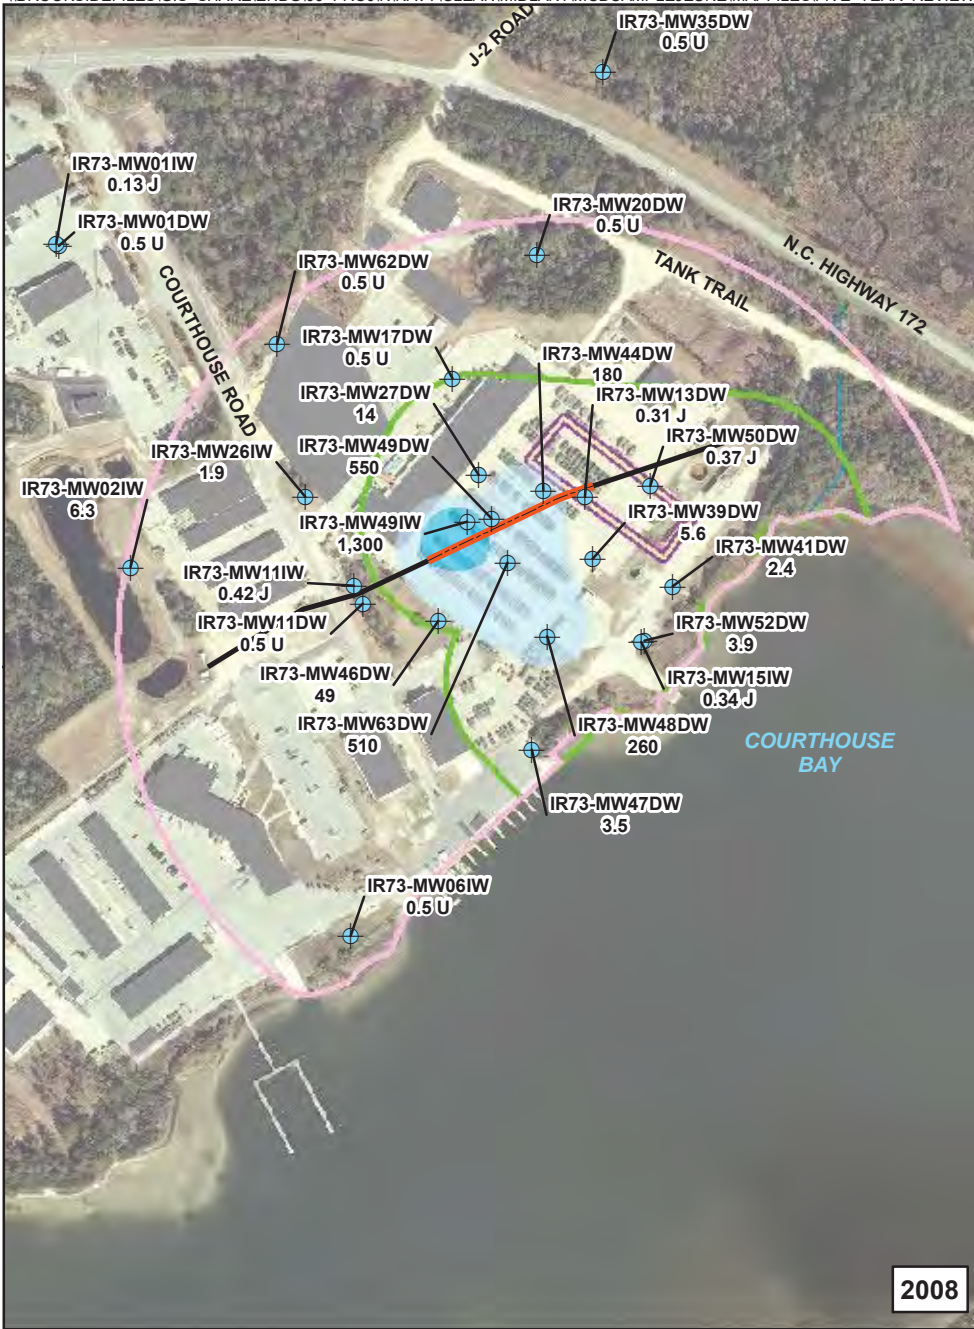 IR73-MW35DW
0.5 U
J-2 ROAD
IR73-MW01IW
0.13 J
IR73-MW01DW
0.5 U
IR73-MW20DW
0.5 U
N.C. HIGHWAY 172
TANK TRAIL
COURTHOUSE ROAD
IR73-MW62DW
0.5 U
IR73-MW17DW
0.5 U
IR73-MW44DW
180
IR73-MW27DW
14
IR73-MW13DW
0.31 J
IR73-MW49DW
550
IR73-MW50DW
0.37 J
IR73-MW26IW
1.9
IR73-MW02IW
6.3
IR73-MW49IW
1,300
IR73-MW39DW
5.6
IR73-MW41DW
2.4
IR73-MW11IW
0.42 J
IR73-MW11DW
0.5 U
IR73-MW52DW
3.9
IR73-MW46DW
49
IR73-MW15IW
0.34 J
IR73-MW63DW
510
IR73-MW48DW
260
COURTHOUSE
BAY
IR73-MW47DW
3.5
IR73-MW06IW
0.5 U
2008